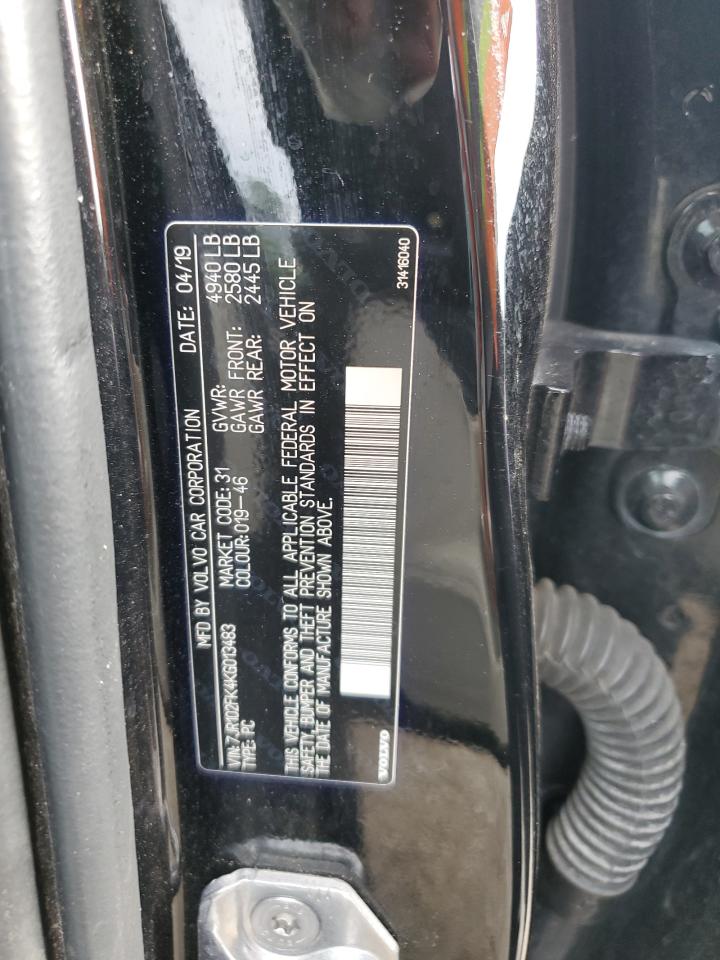 MFD BY VOLVO CAR CORPORATION DATE: 04/19
VIN: 7JR102FK4KG013483 MARKET CODE: 31 GVWR: 4940 LB
TYPE: PC COLOUR: 019-46 GAWR FRONT: 2580 LB
GAWR REAR: 2445 LB
THIS VEHICLE CONFORMS TO ALL APPLICABLE FEDERAL MOTOR VEHICLE
SAFETY, BUMPER AND THEFT PREVENTION STANDARDS IN EFFECT ON
THE DATE OF MANUFACTURE SHOWN ABOVE.
VOLVO 31416040